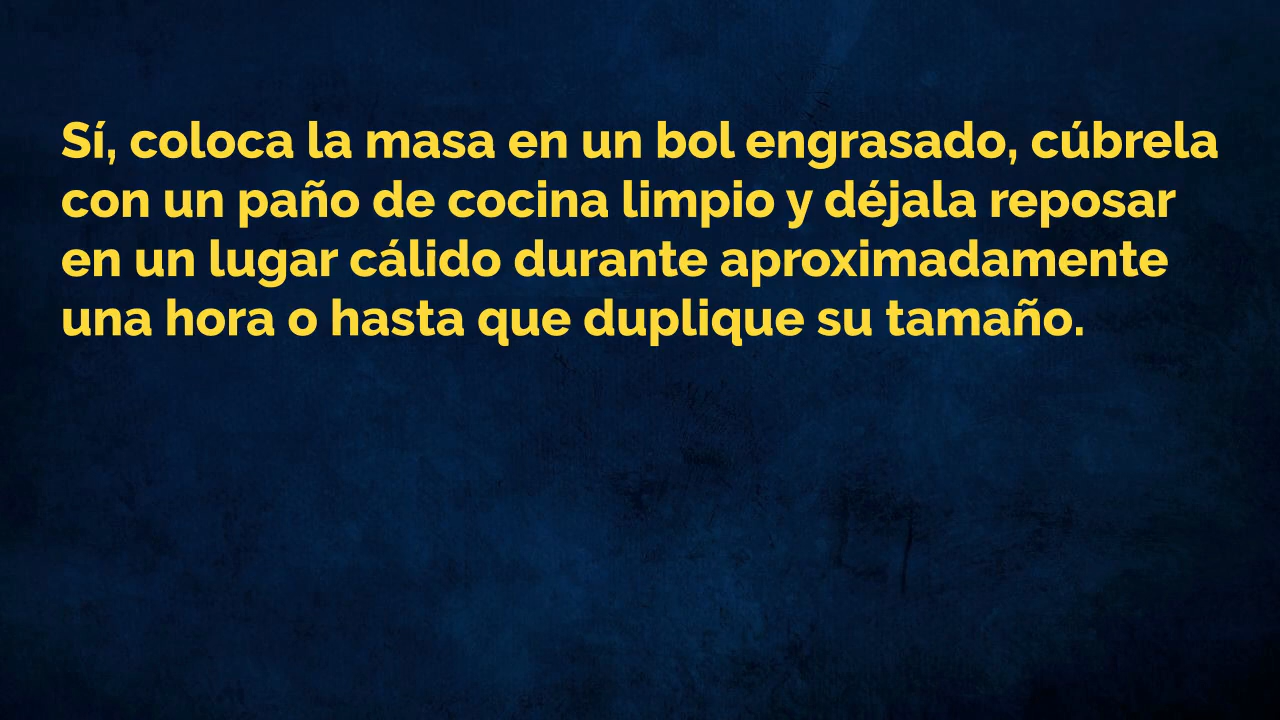 Sí, coloca la masa en un bol engrasado, cúbrela
con un paño de cocina limpio y déjala reposar
en un lugar cálido durante aproximadamente
una hora o hasta que duplique su tamaño.